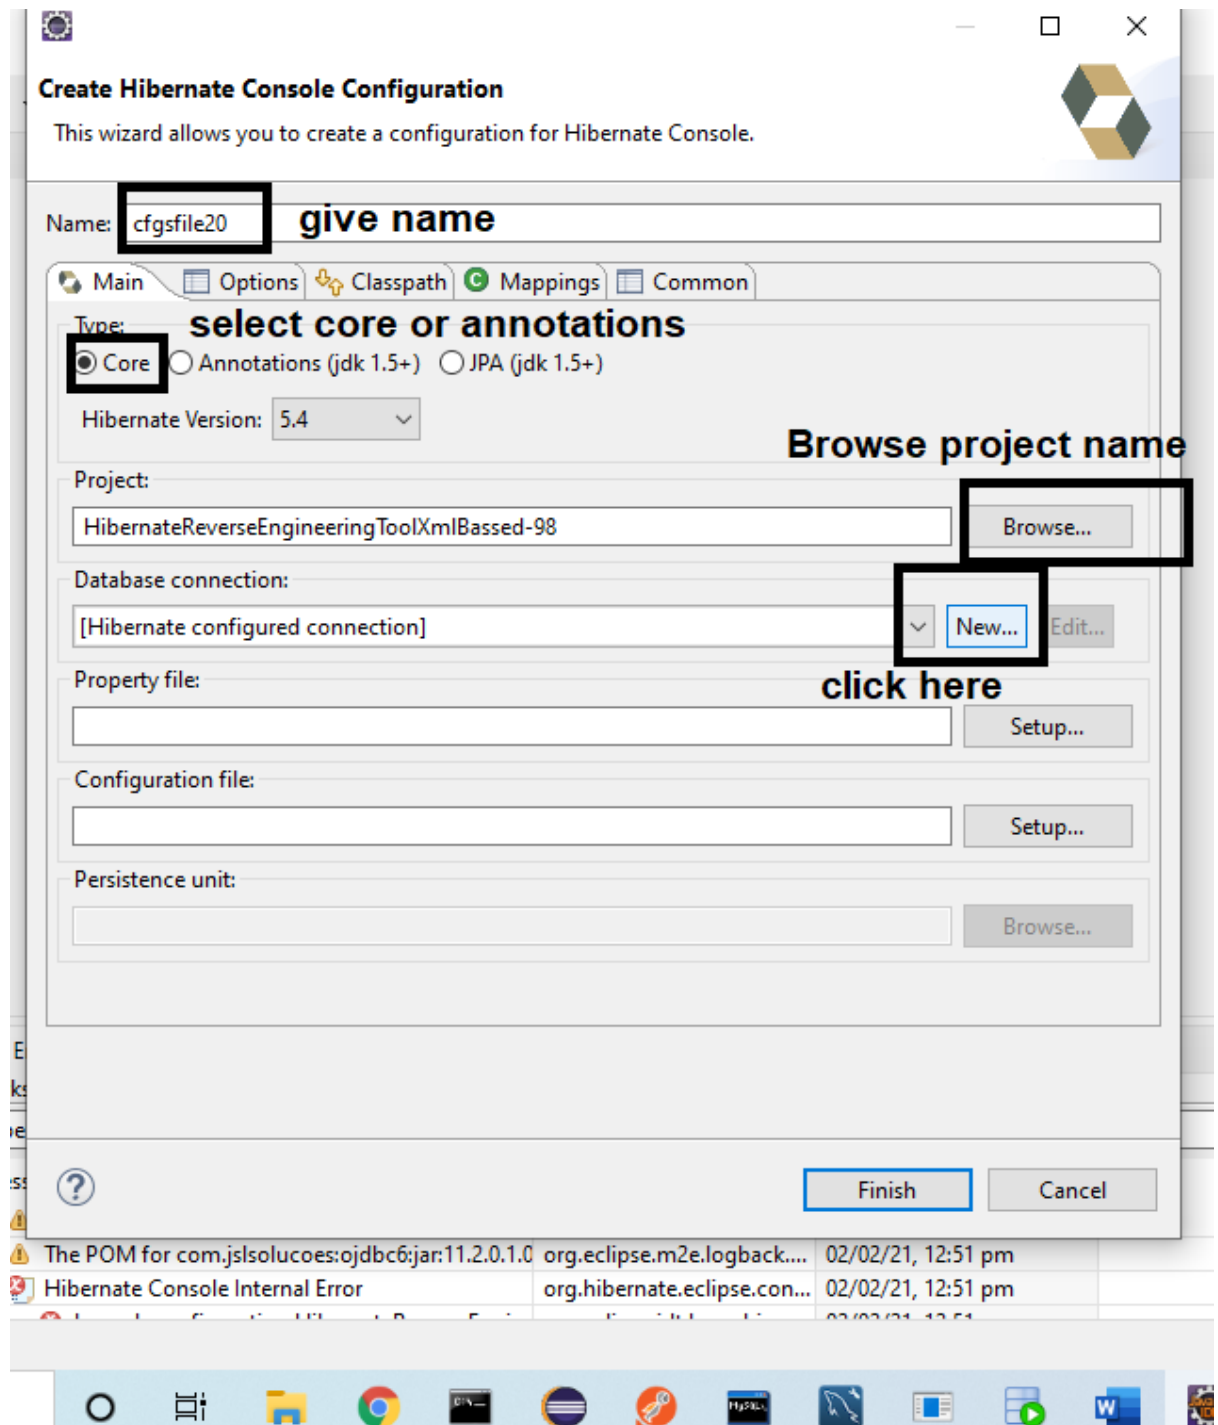 Create Hibernate Console Configuration
This wizard allows you to create a configuration for Hibernate Console.
Name: cfgsfile20 give name
Main Options Classpath C Mappings Common
Type: select core or annotations
Core Annotations (jdk 1.5+) JPA (jdk 1.5+)
Hibernate Version: 5.4
Browse project name
Project:
HibernateReverseEngineeringToolXmlBassed-98 Browse...
Database connection:
[Hibernate configured connection] New... Edit...
click here
Property file:
Setup...
Configuration file:
Setup...
Persistence unit:
Browse...
? Finish Cancel
The POM for com.jslsolucoes:ojdbc6:jar:11.2.0.1.0 org.eclipse.m2e.logback.... 02/02/21, 12:51 pm
Hibernate Console Internal Error org.hibernate.eclipse.con... 02/02/21, 12:51 pm